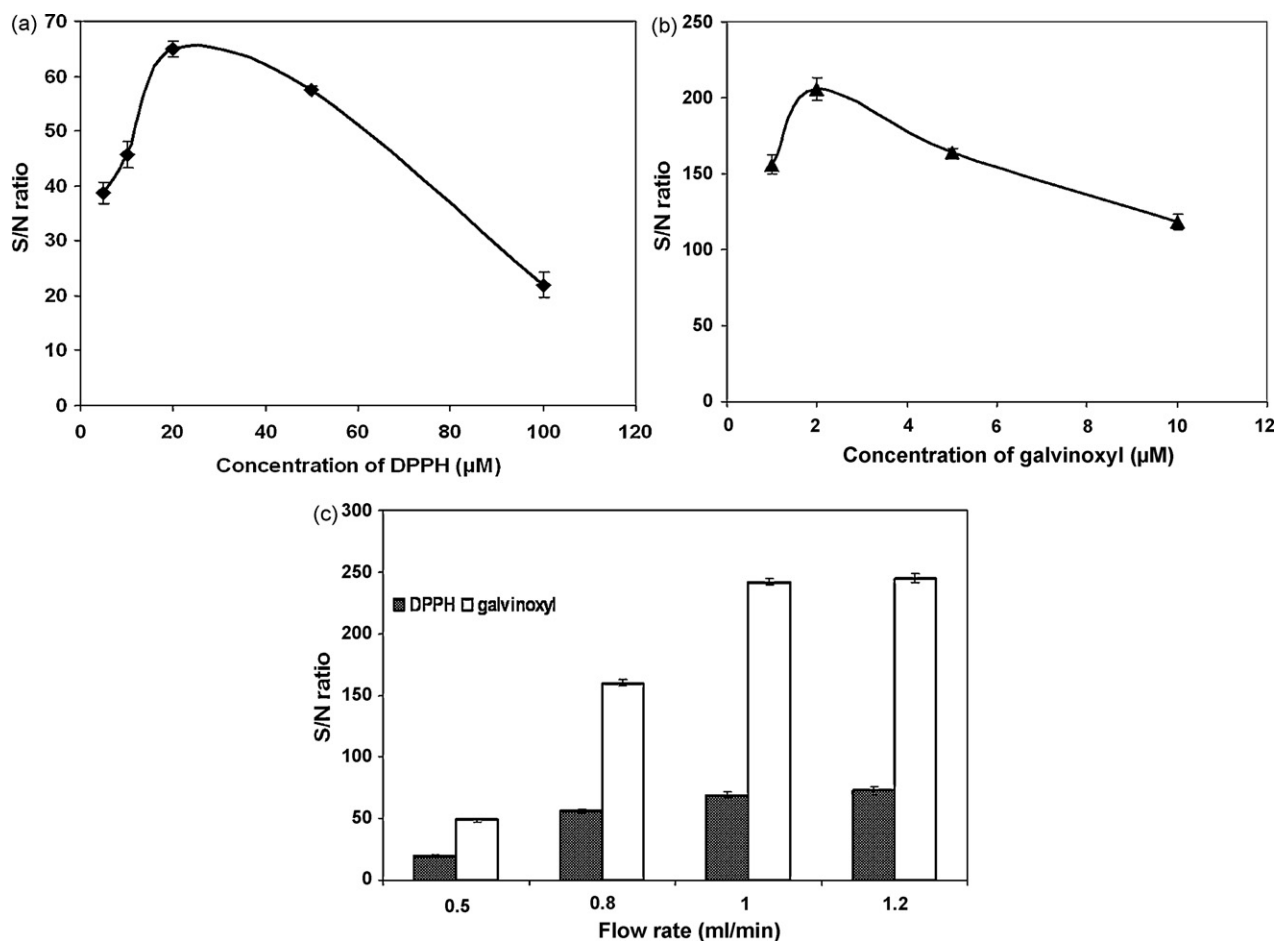 (a)
70
60
50
40
30
20
10
0
S/N ratio
0 20 40 60 80 100 120
Concentration of DPPH (µM)
(b)
250
200
150
100
50
0
S/N ratio
0 2 4 6 8 10 12
Concentration of galvinoxyl (µM)
(c)
300
250
200
150
100
50
0
S/N ratio
DPPH galvinoxyl
0.5 0.8 1 1.2
Flow rate (ml/min)